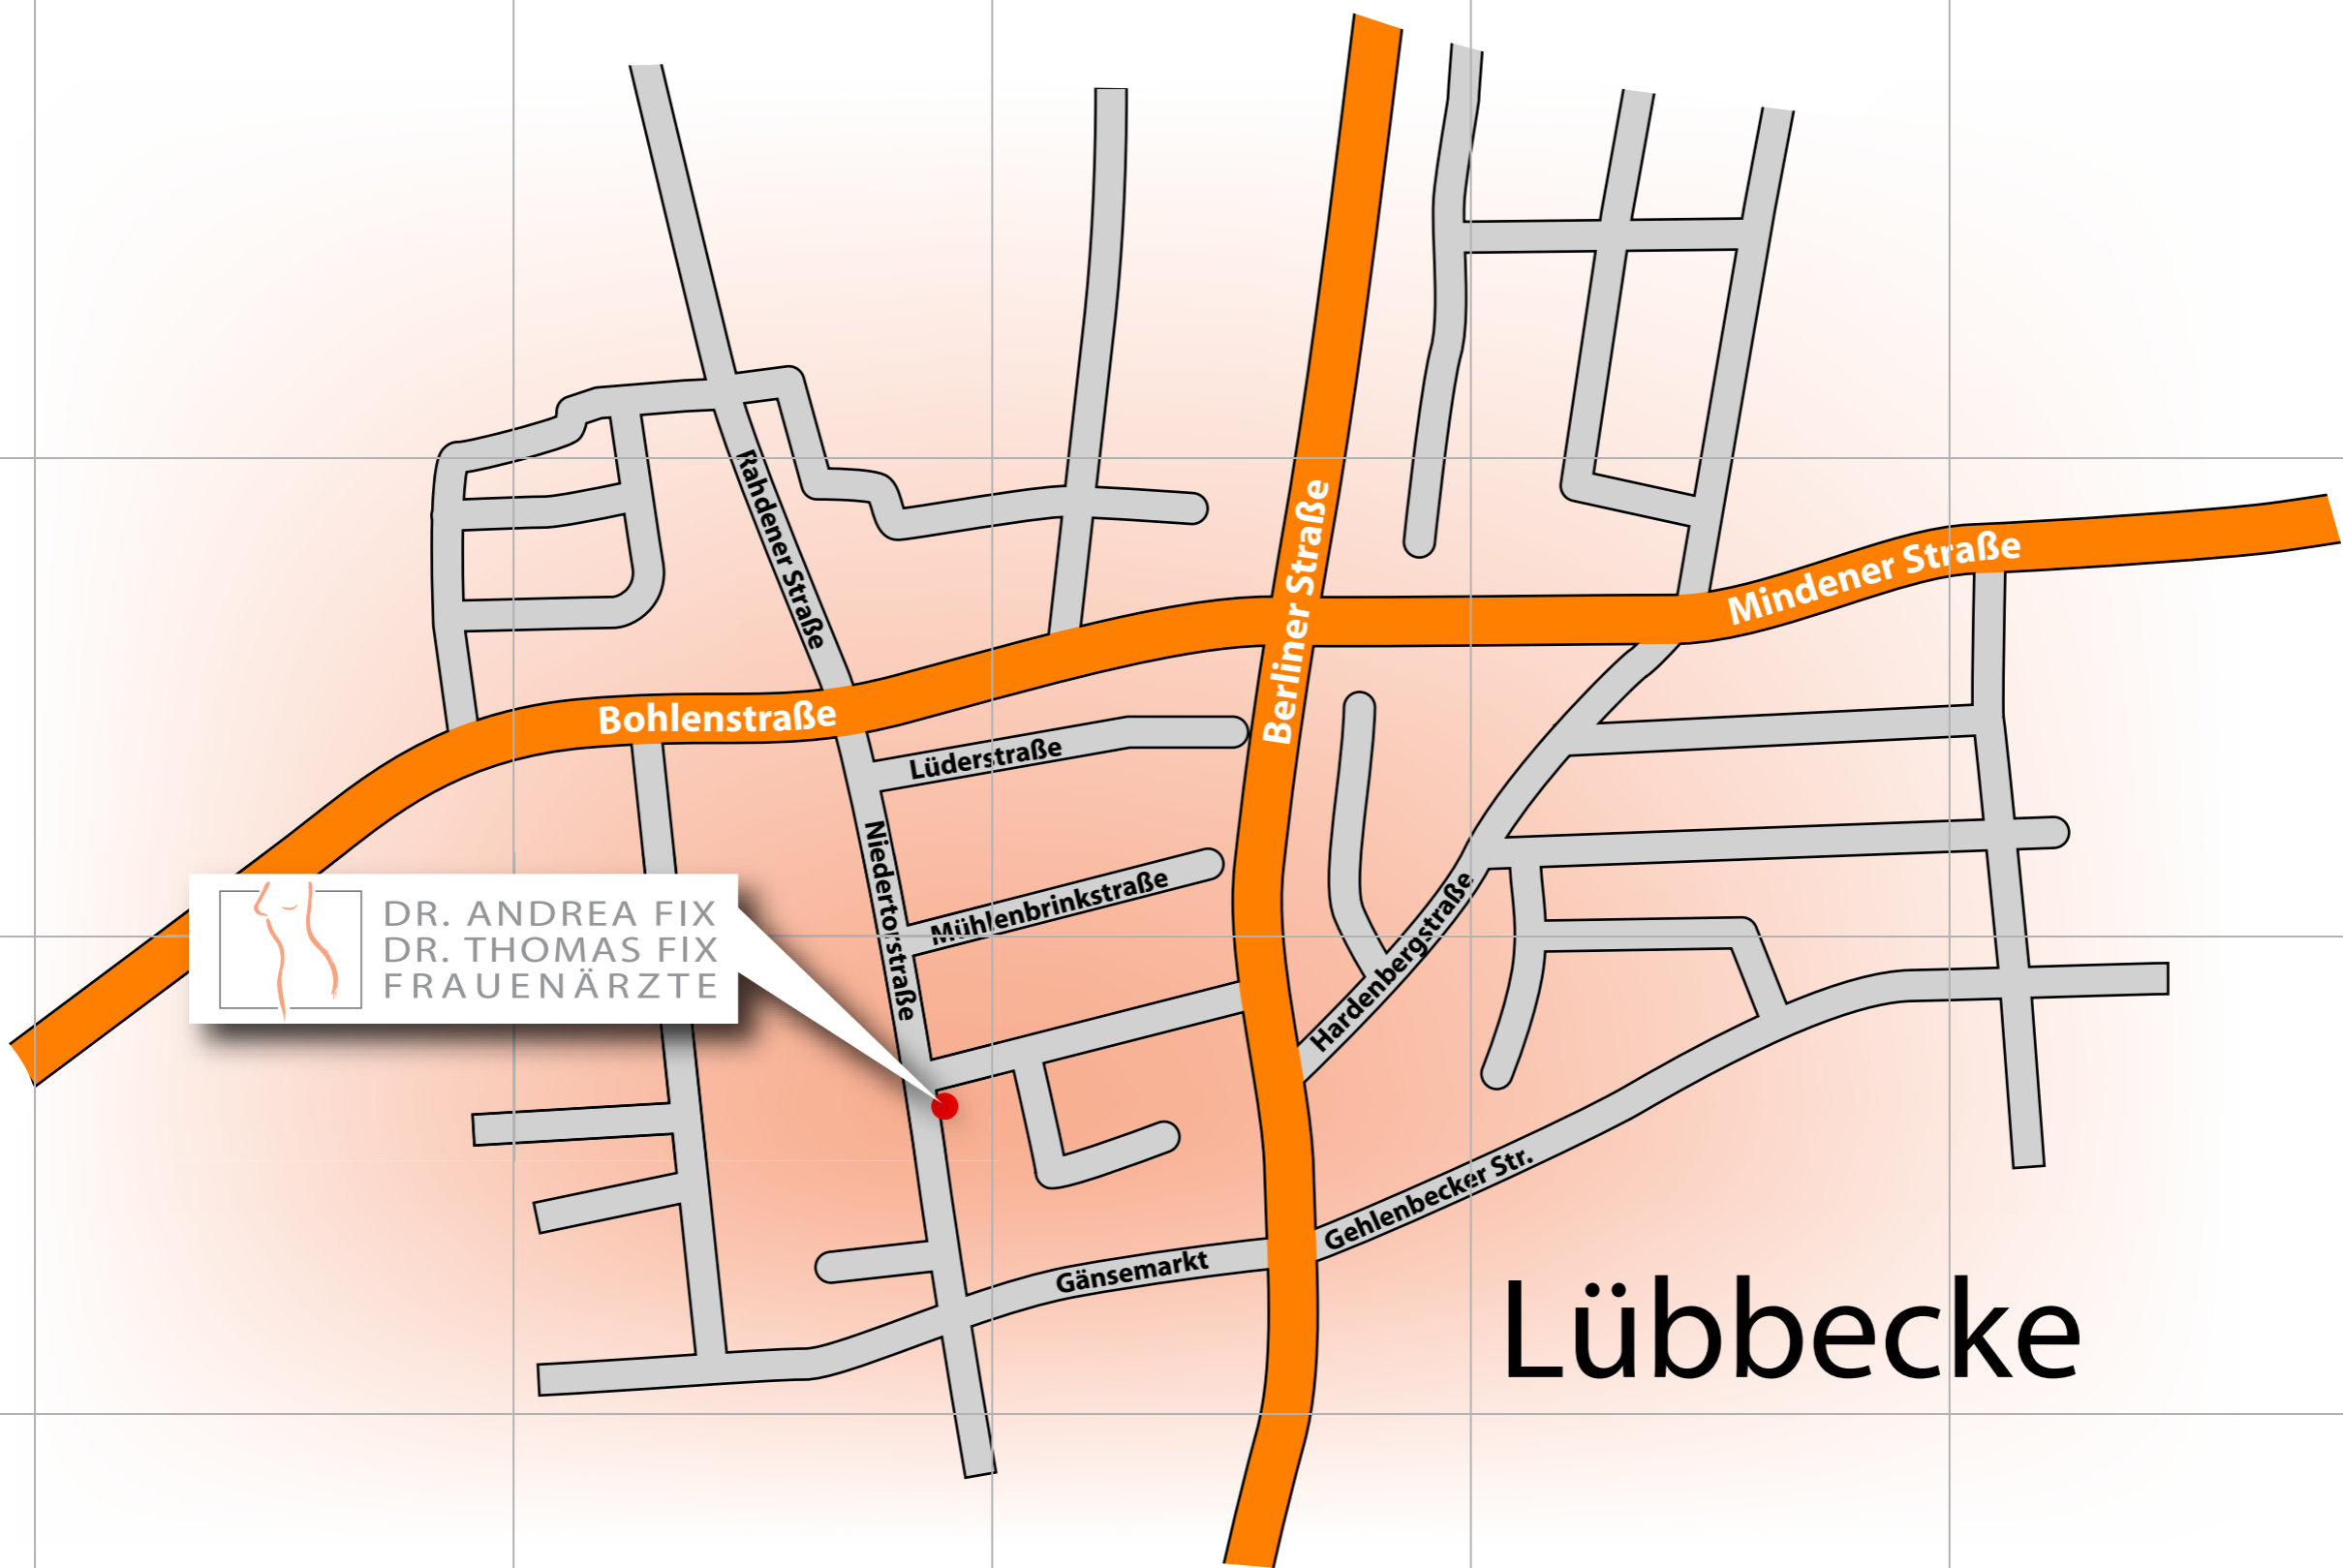 Rahdener Straße
Berliner Straße
Mindener Straße
Bohlenstraße
Lüderstraße
Niedertorstraße
Mühlenbrinkstraße
DR. ANDREA FIX
DR. THOMAS FIX
FRAUENÄRZTE
Hardenbergstraße
Gehlenbecker Str.
Gänsemarkt
Lübbecke